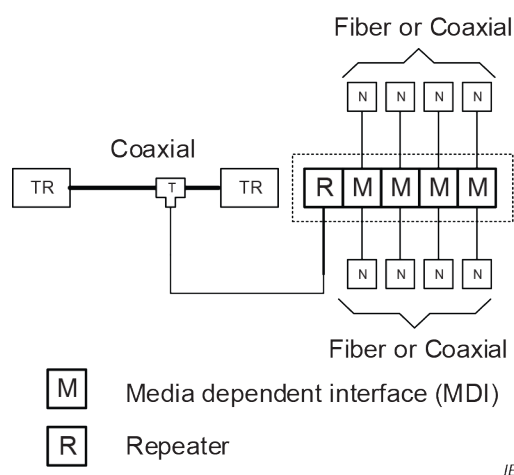 Fiber or Coaxial
N N N N
Coaxial
TR T TR R M M M M
N N N N
Fiber or Coaxial
M Media dependent interface (MDI)
R Repeater